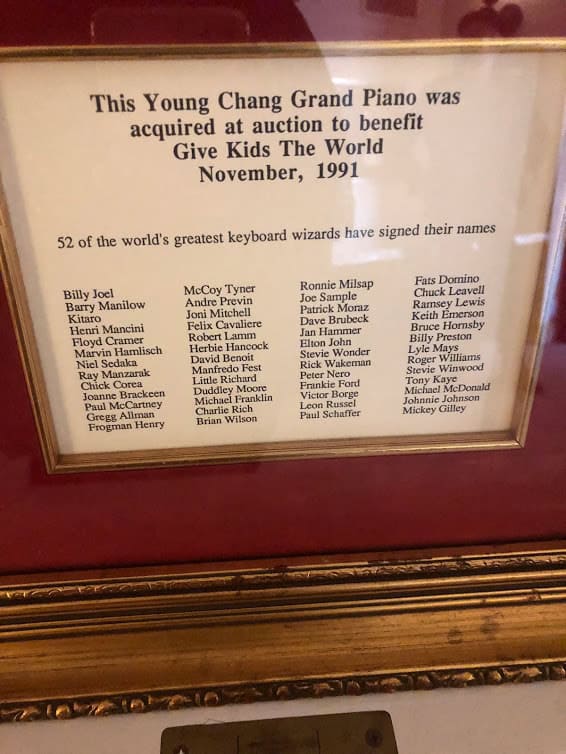 This Young Chang Grand Piano was
acquired at auction to benefit
Give Kids The World
November, 1991
52 of the world's greatest keyboard wizards have signed their names
Billy Joel
Barry Manilow
Kitaro
Henri Mancini
Floyd Cramer
Marvin Hamlisch
Niel Sedaka
Ray Manzarak
Chick Corea
Joanne Brackeen
Paul McCartney
Gregg Allman
Frogman Henry
McCoy Tyner
Andre Previn
Joni Mitchell
Felix Cavaliere
Robert Lamm
Herbie Hancock
David Benoit
Manfredo Fest
Little Richard
Duddley Moore
Michael Franklin
Charlie Rich
Brian Wilson
Ronnie Milsap
Joe Sample
Patrick Moraz
Dave Brubeck
Jan Hammer
Elton John
Stevie Wonder
Rick Wakeman
Peter Nero
Frankie Ford
Victor Borge
Leon Russel
Paul Schaffer
Fats Domino
Chuck Leavell
Ramsey Lewis
Keith Emerson
Bruce Hornsby
Billy Preston
Lyle Mays
Roger Williams
Stevie Winwood
Tony Kaye
Michael McDonald
Johnnie Johnson
Mickey Gilley